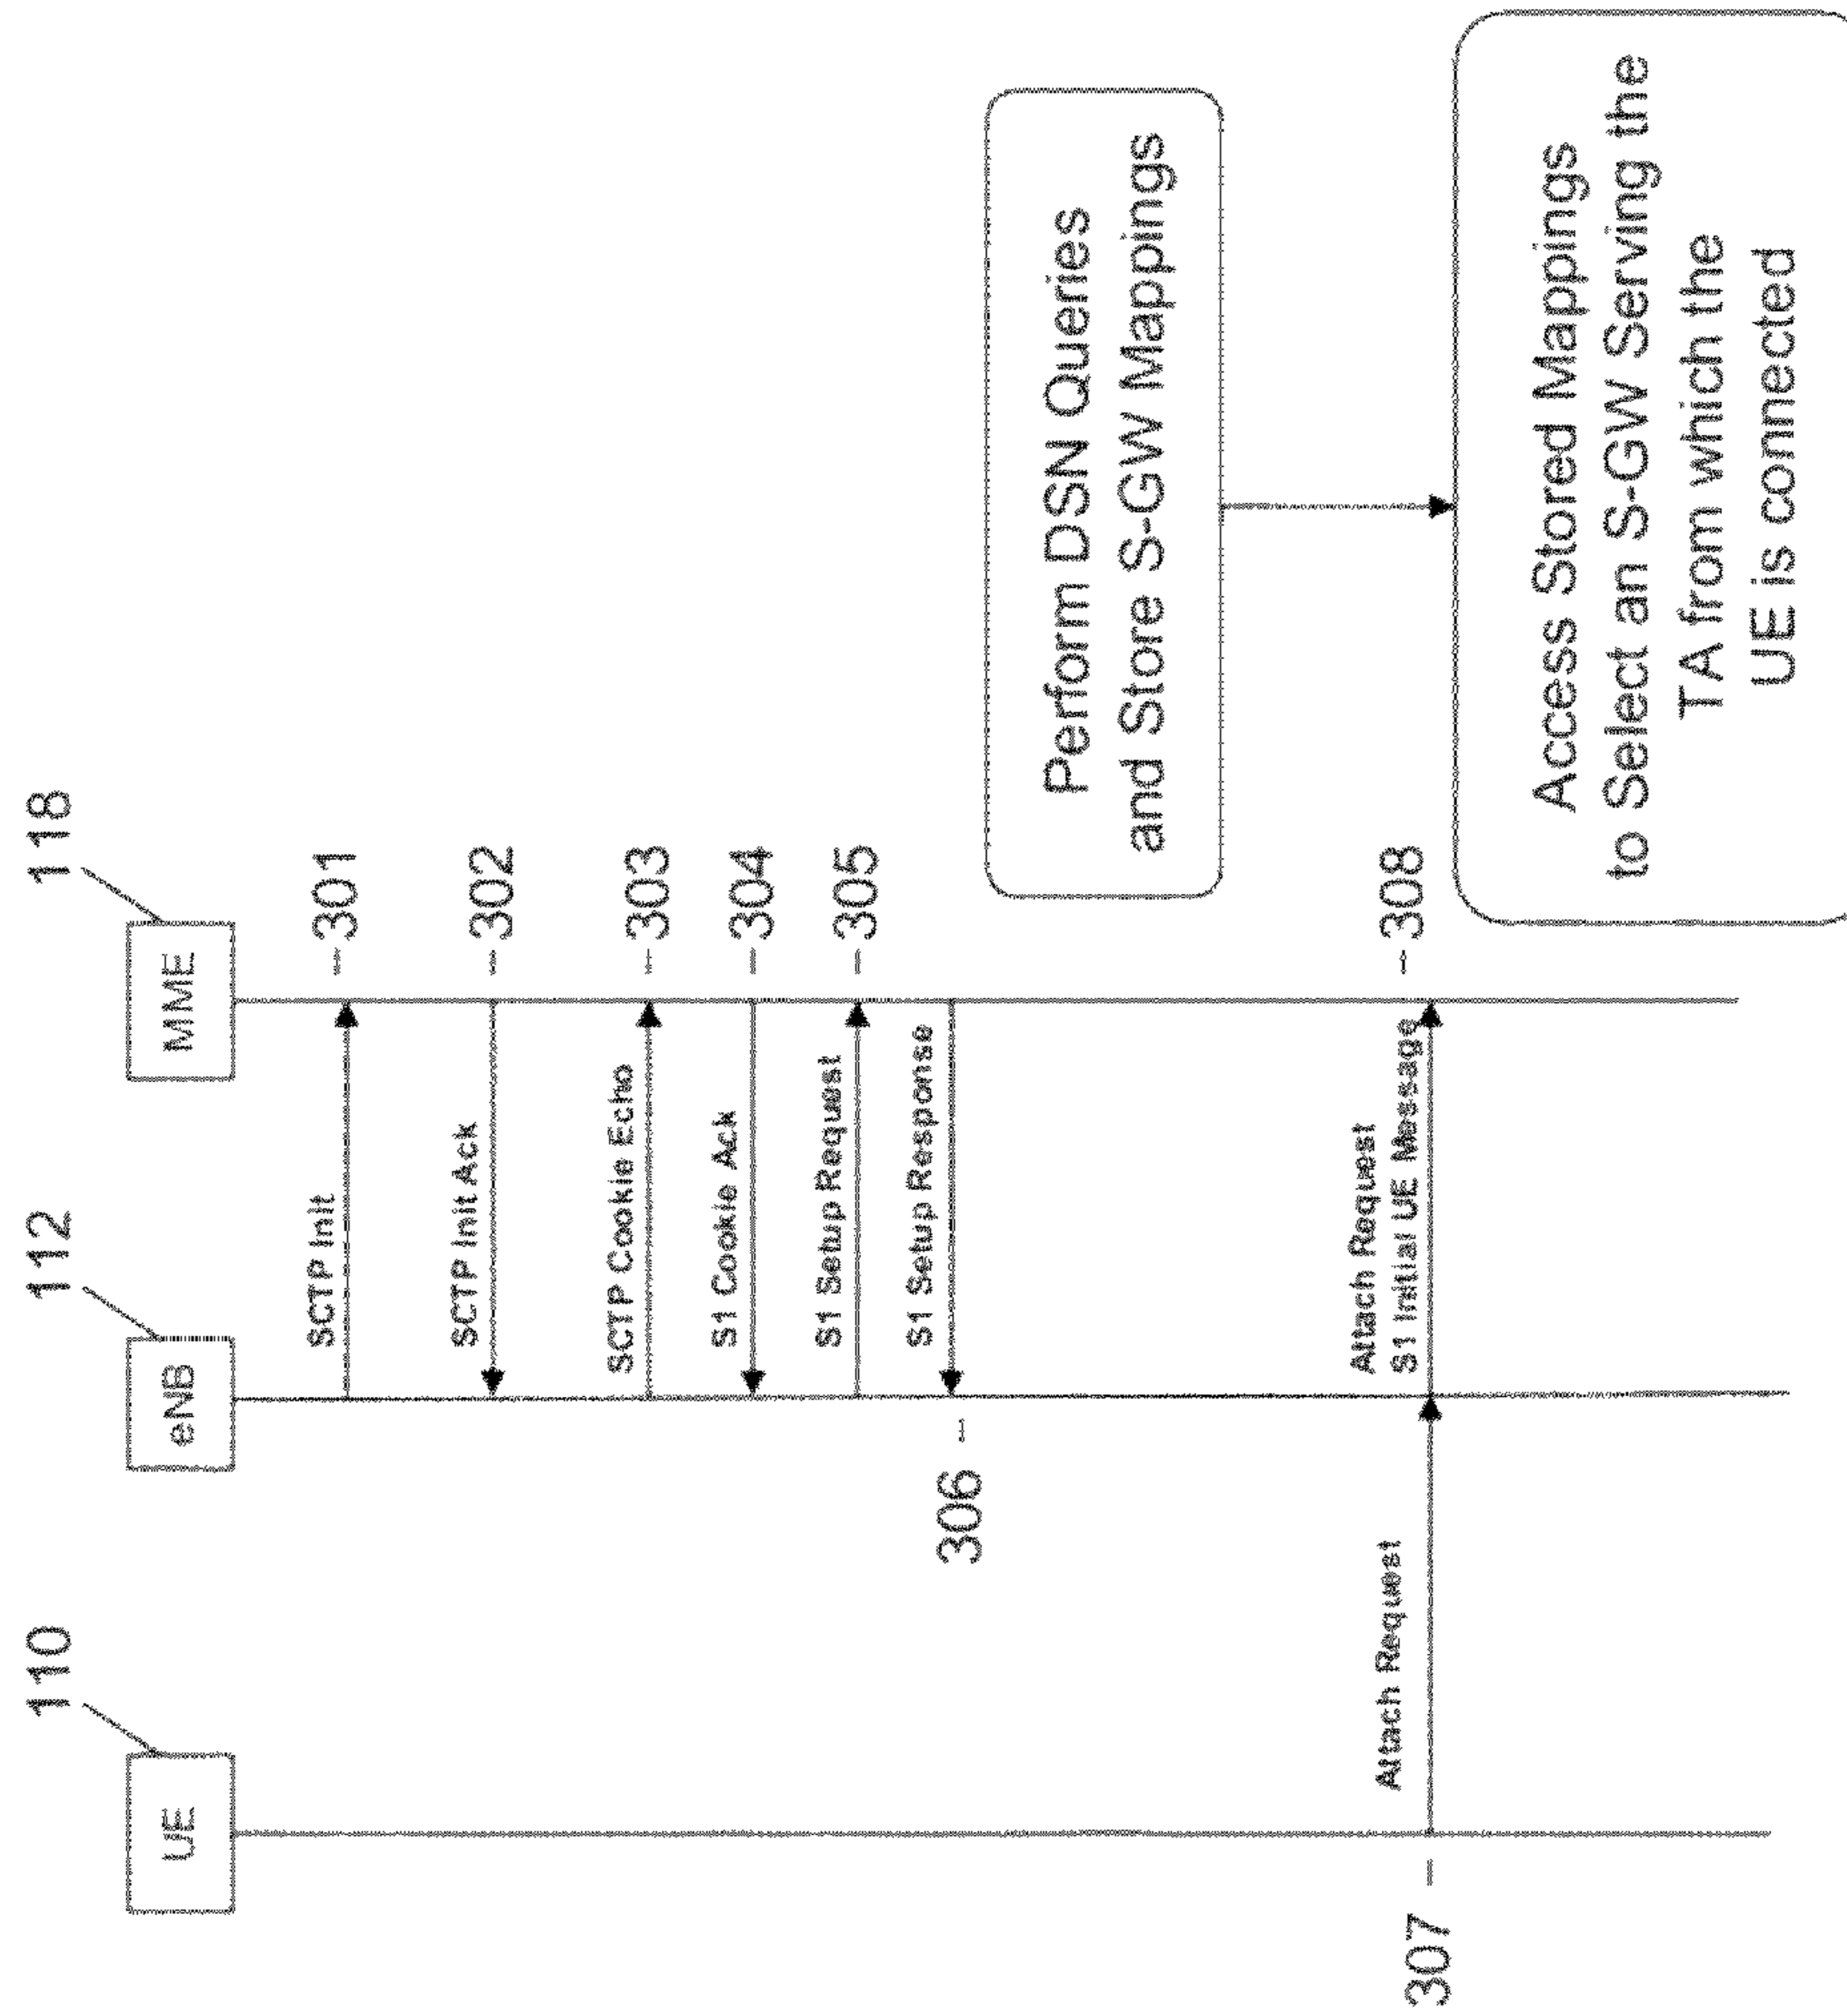 110
112
118
UE
eNB
MME
SCTP Init
301
SCTP Init Ack
302
SCTP Cookie Echo
303
S1 Cookie Ack
304
S1 Setup Request
305
S1 Setup Response
306
Perform DSN Queries
and Store S-GW Mappings
307
Attach Request
Attach Request
S1 Initial UE Message
308
Access Stored Mappings
to Select an S-GW Serving the
TA from which the
UE is connected